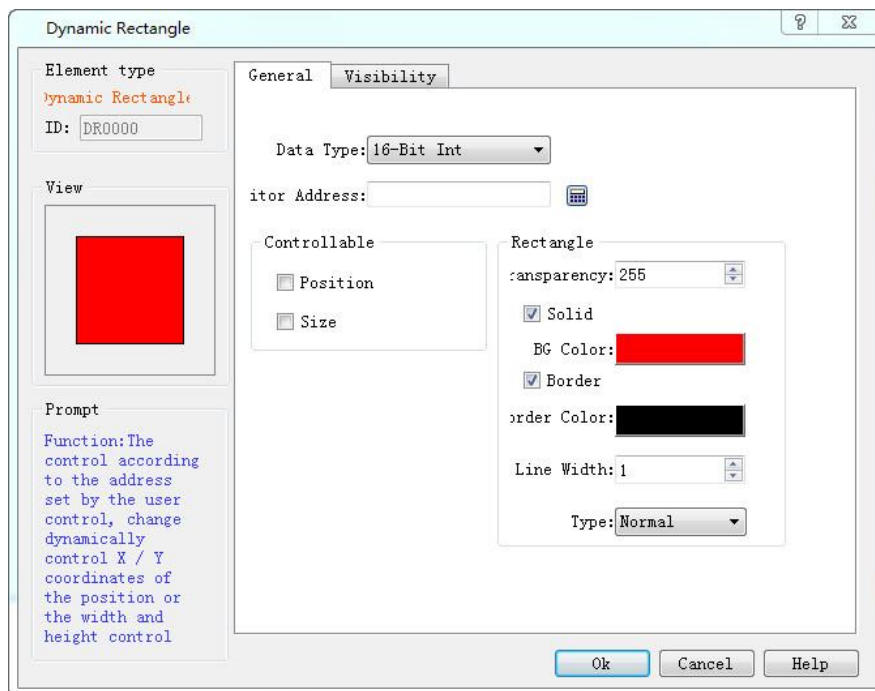 Dynamic Rectangle
Element type
ynamic Rectangle
ID: DR0000
View
Prompt
Function:The
control according
to the address
set by the user
control, change
dynamically
control X / Y
coordinates of
the position or
the width and
height control
General
Visibility
Data Type: 16-Bit Int
itor Address:
Controllable
Position
Size
Rectangle
ransparency: 255
Solid
BG Color:
Border
order Color:
Line Width: 1
Type: Normal
Ok
Cancel
Help